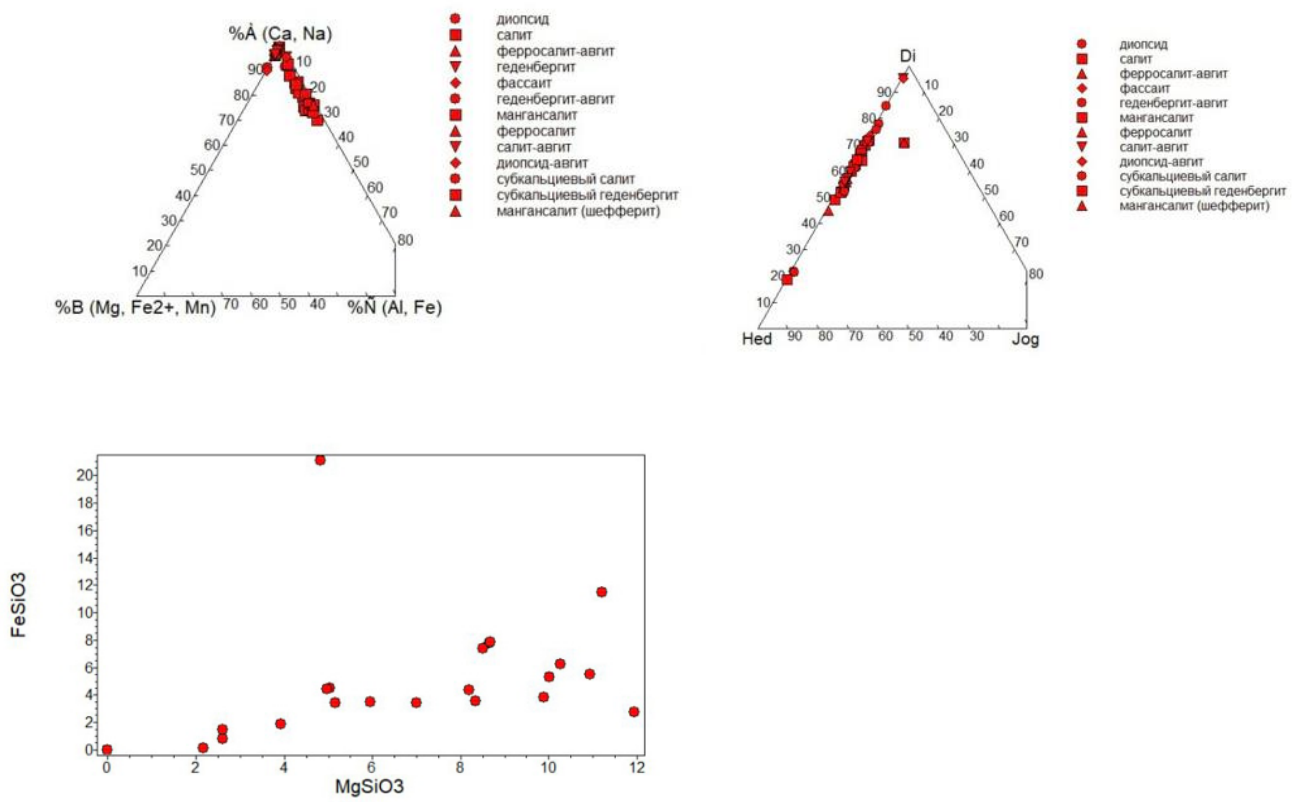 %À (Ca, Na)
90
80
70
60
50
40
30
20
10
10
20
30
40
50
60
70
80
70 60 50 40
%B (Mg, Fe2+, Mn)
%Ñ (Al, Fe)
диопсид
салит
ферросалит-авгит
геденбергит
фассаит
геденбергит-авгит
мангансалит
ферросалит
салит-авгит
диопсид-авгит
субкальциевый салит
субкальциевый геденбергит
мангансалит (шефферит)
Di
90
80
70
60
50
40
30
20
10
10
20
30
40
50
60
70
80
Hed
90 80 70 60 50 40 30
Jog
диопсид
салит
ферросалит-авгит
фассаит
геденбергит-авгит
мангансалит
ферросалит
салит-авгит
диопсид-авгит
субкальциевый салит
субкальциевый геденбергит
мангансалит (шефферит)
FeSiO3
20
18
16
14
12
10
8
6
4
2
0
0 2 4 6 8 10 12
MgSiO3